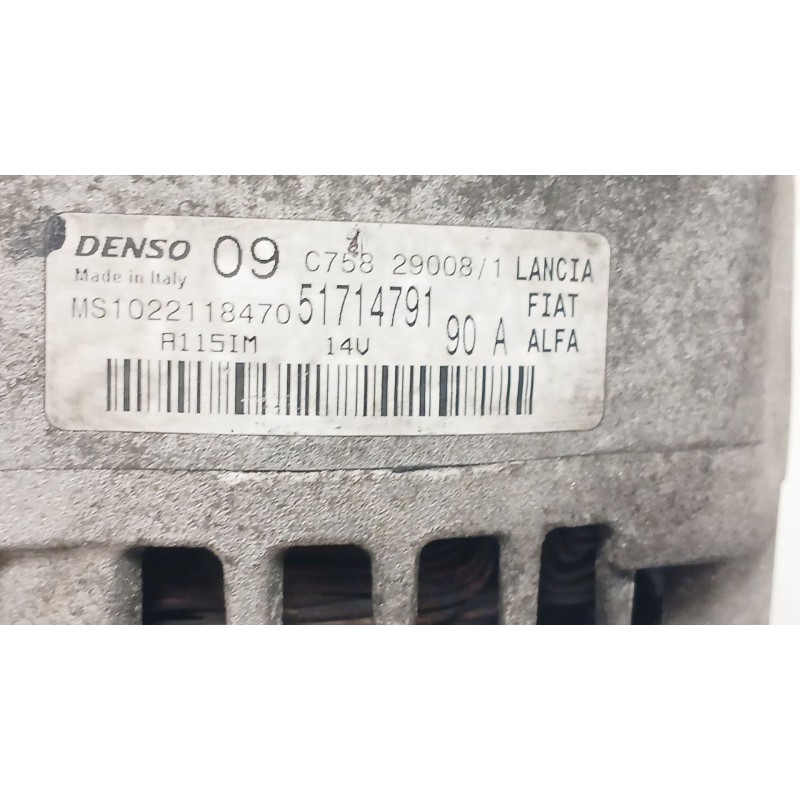 DENSO 09 C758 29008/1 LANCIA
Made in Italy
MS1022118470 51714791 FIAT
A115IM 14V 90 A ALFA